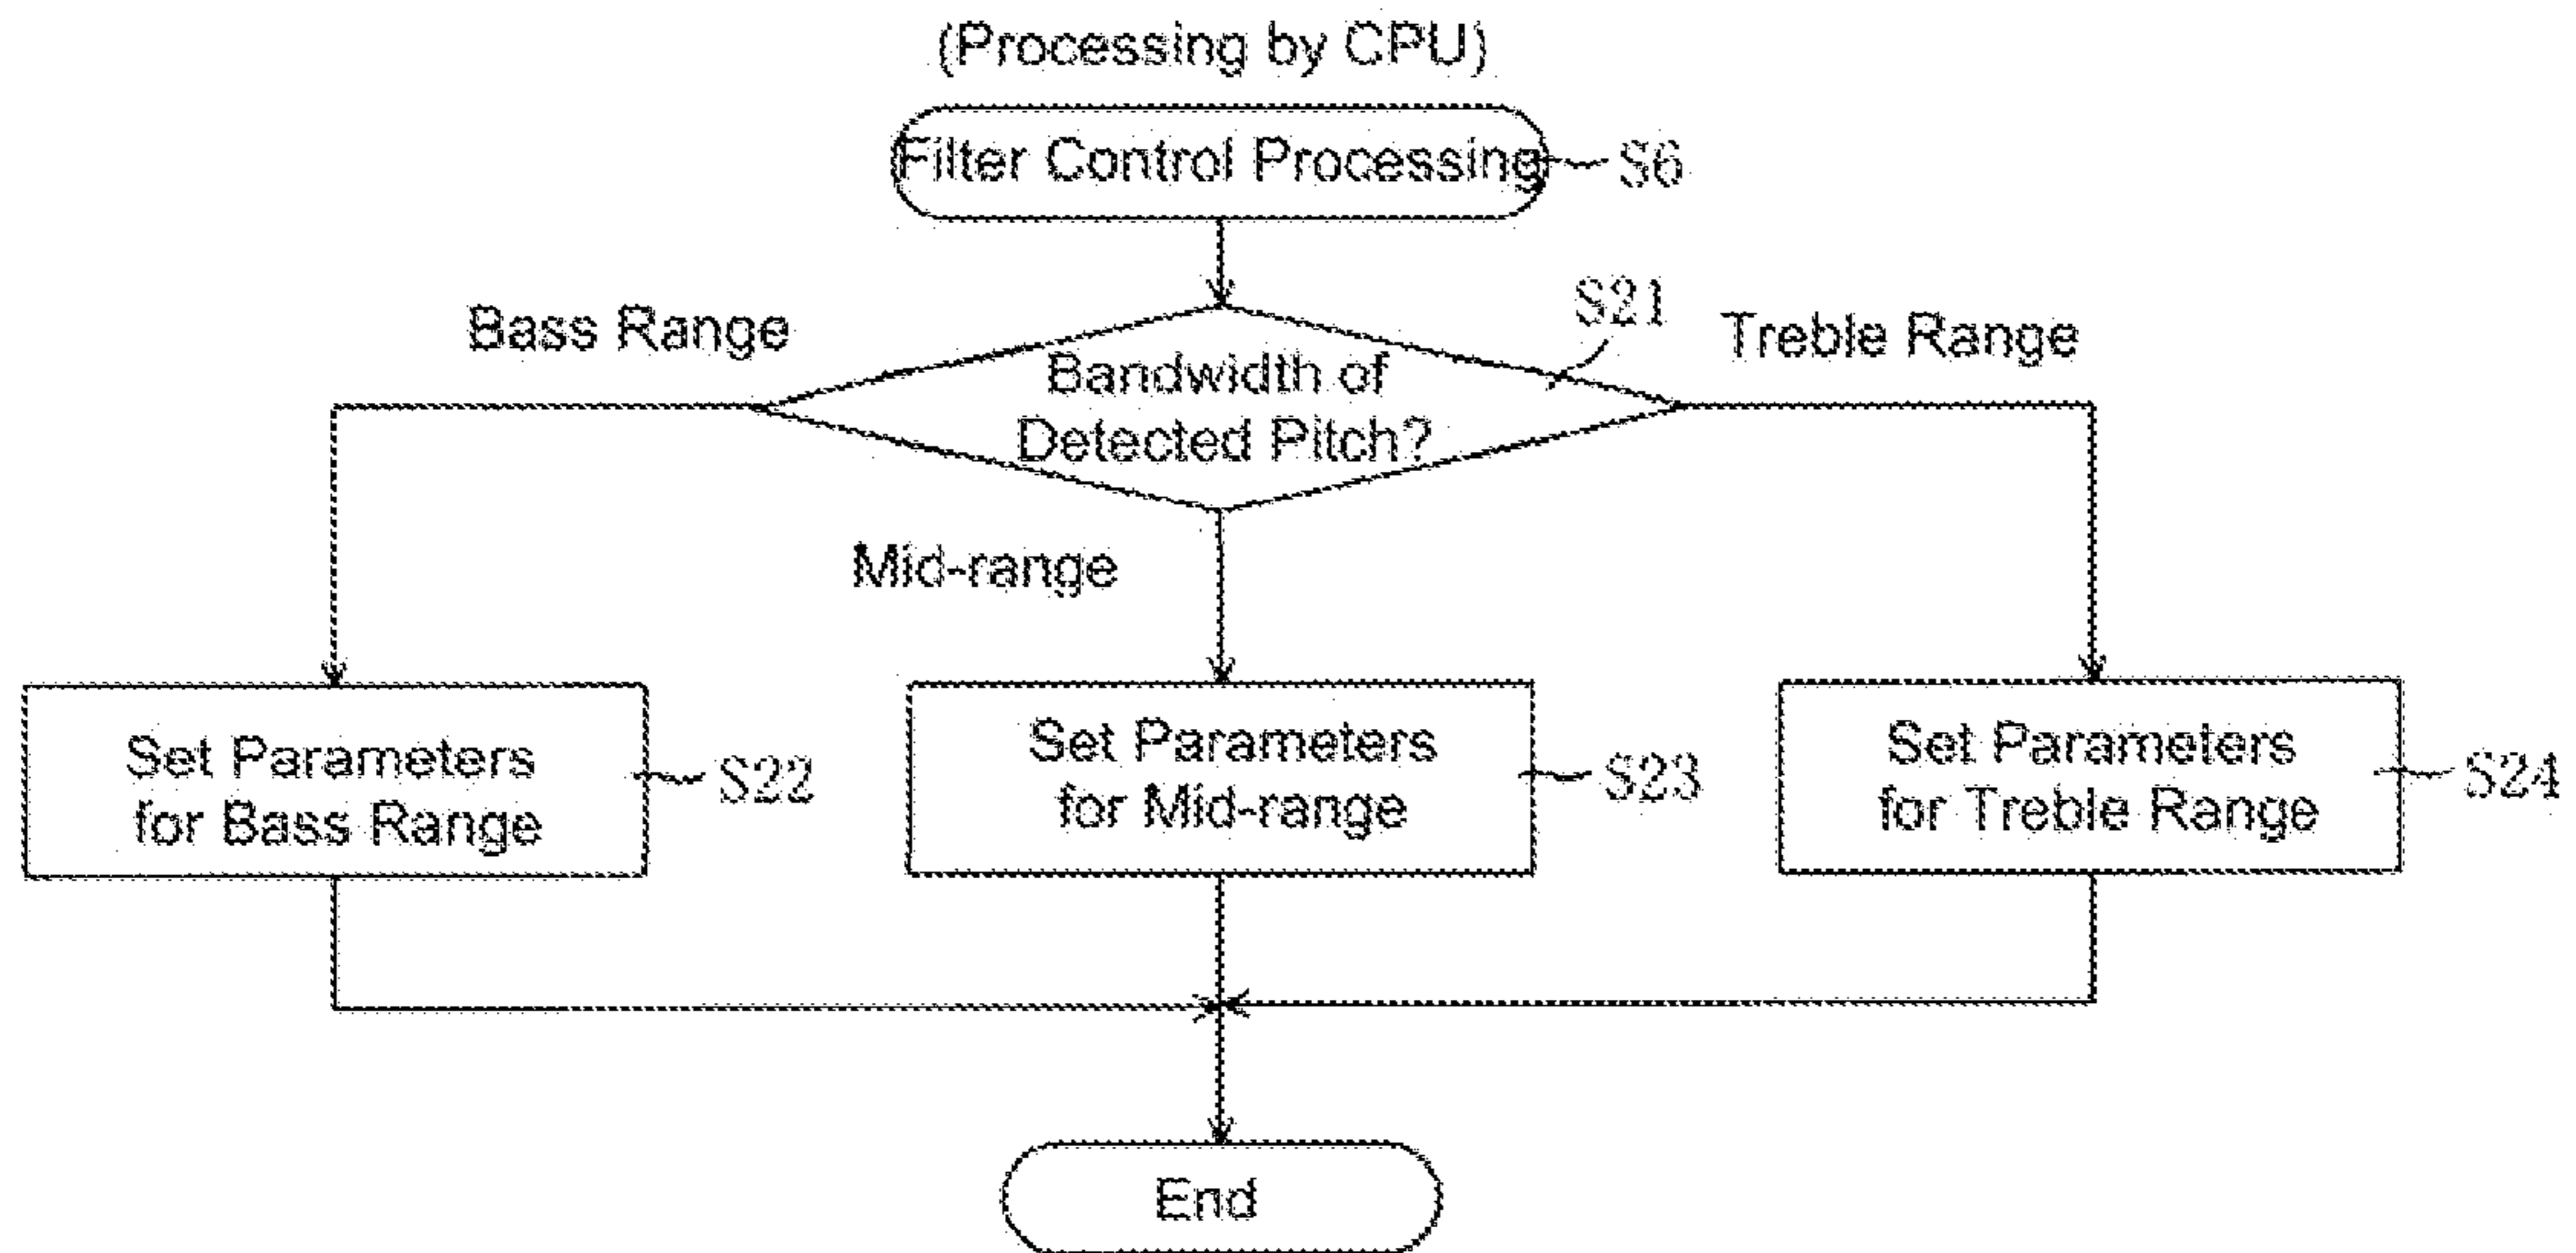 (Processing by CPU)
Filter Control Processing
S6
S21
Bass Range
Treble Range
Bandwidth of
Detected Pitch?
Mid-range
Set Parameters
for Bass Range
S22
Set Parameters
for Mid-range
S23
Set Parameters
for Treble Range
S24
End